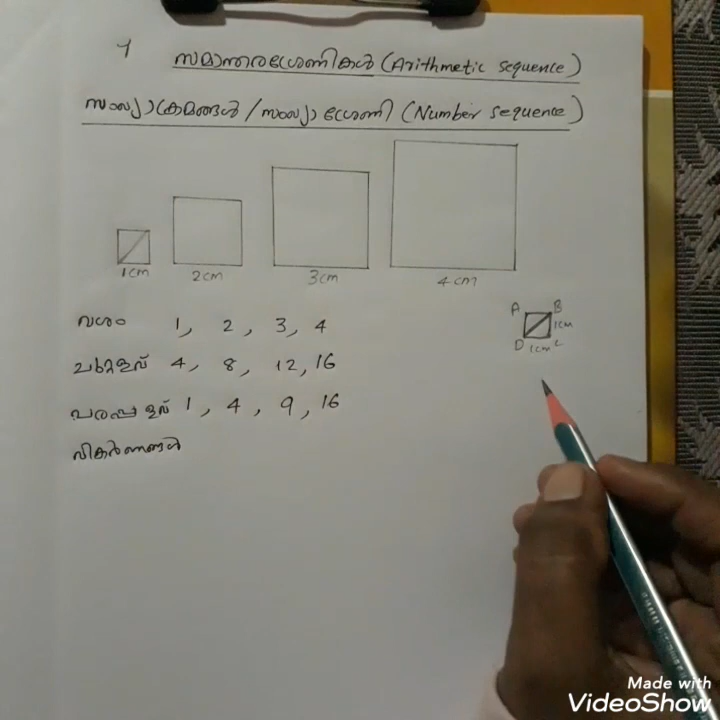 1 സമാന്തരശ്രേണികൾ (Arithmetic sequence)
സംഖ്യാക്രമങ്ങൾ / സംഖ്യാശ്രേണി (Number sequence)
1cm 2cm 3cm 4cm
വശം 1, 2, 3, 4
ചുറ്റളവ് 4, 8, 12, 16
പരപ്പളവ് 1, 4, 9, 16
വികർണങ്ങൾ
A B
1cm
D 1cm C
Made with
VideoShow